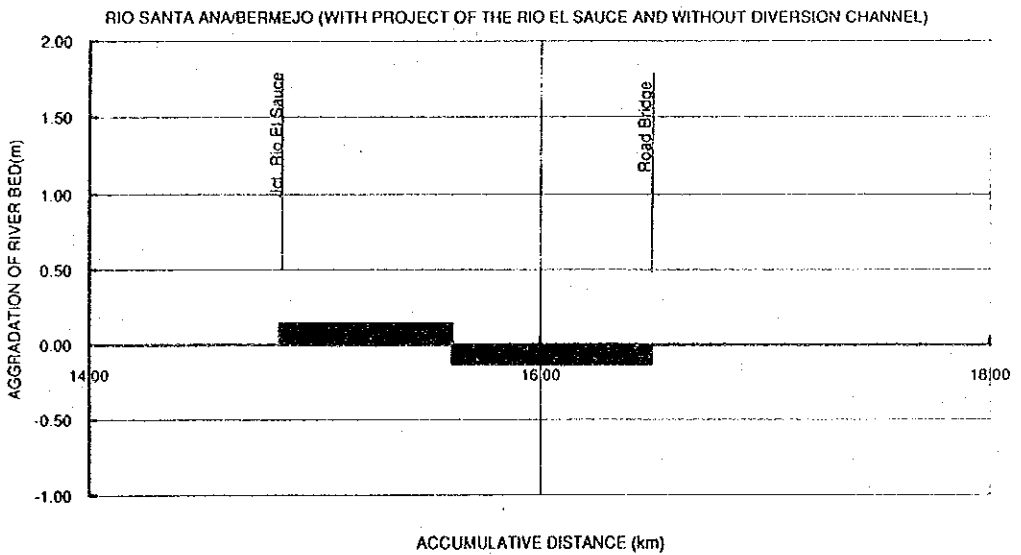 RIO SANTA ANA/BERMEJO (WITH PROJECT OF THE RIO EL SAUCE AND WITHOUT DIVERSION CHANNEL)
2.00
1.50
1.00
0.50
0.00
-0.50
-1.00
AGGRADATION OF RIVER BED(m)
Jct. Rio El Sauce
Road Bridge
14.00
16.00
18.00
ACCUMULATIVE DISTANCE (km)